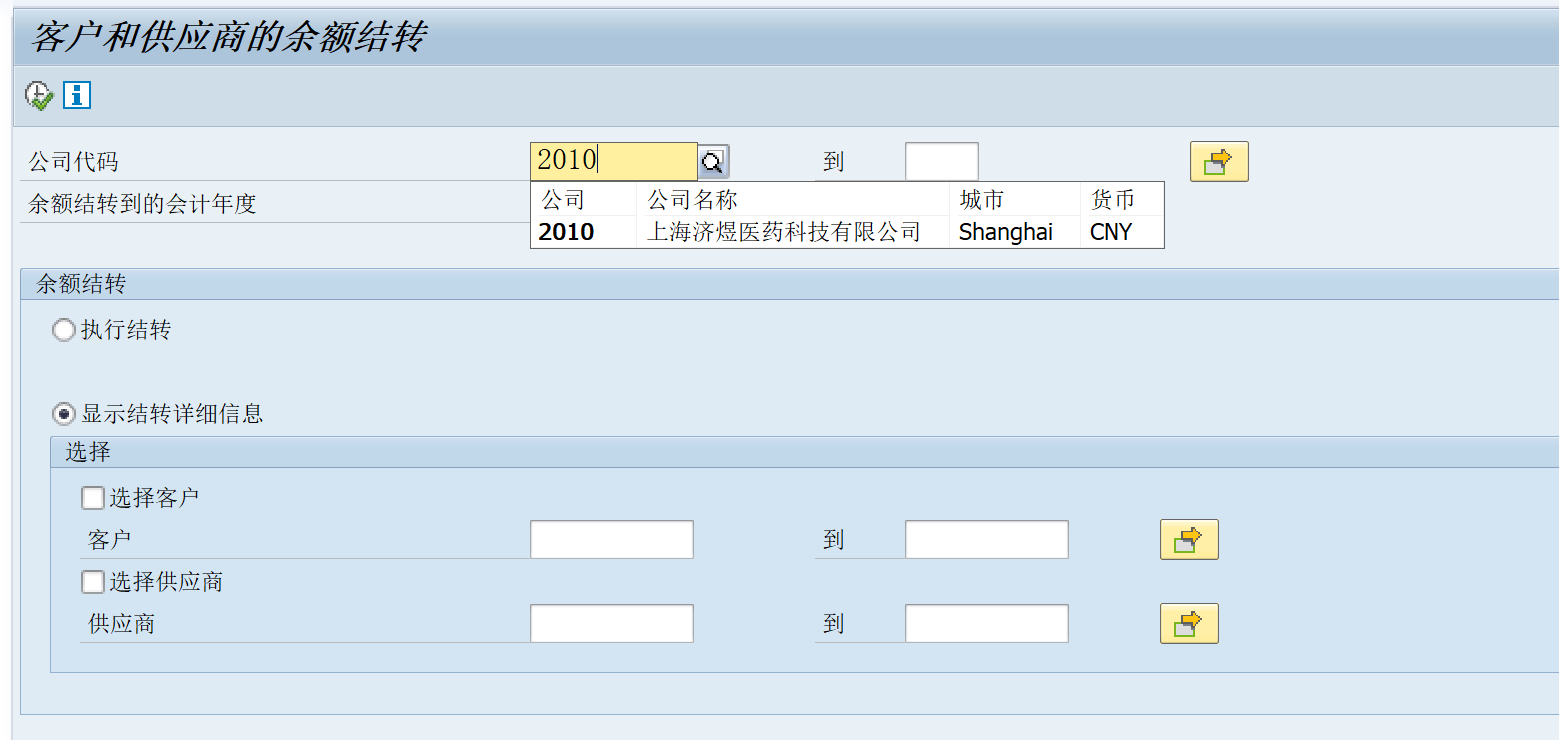 客户和供应商的余额结转
公司代码 2010 到
余额结转到的会计年度
公司 公司名称 城市 货币
2010 上海济煜医药科技有限公司 Shanghai CNY
余额结转
执行结转
显示结转详细信息
选择
选择客户
客户 到
选择供应商
供应商 到